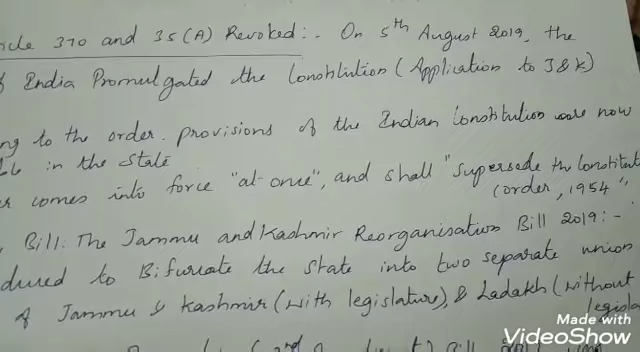 icle 370 and 35(A) Revoked:- On 5th August 2019, the
of India Promulgated the Constitution (Application to J&K)
ng to the order. provisions of the Indian Constitution were now
in the state
comes into force "at once", and shall "supersede the Constitut
(order, 1954"
Bill: The Jammu and Kashmir Reorganisation Bill 2019:-
duced to Bifurcate the State into two separate union
of Jammu & Kashmir (with legislature), & Ladakh (without
legisla
Made with
VideoShow